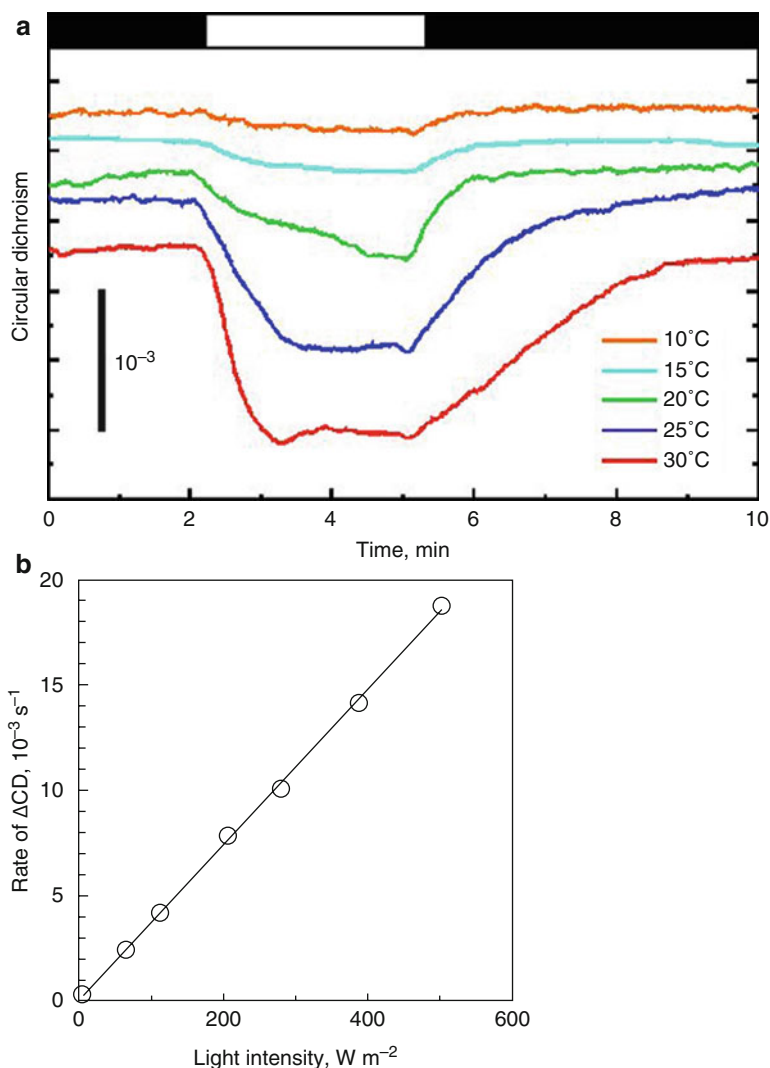 a
Circular dichroism
10⁻³
10˚C
15˚C
20˚C
25˚C
30˚C
0 2 4 6 8 10
Time, min
b
Rate of ΔCD, 10⁻³ s⁻¹
20
15
10
5
0
0 200 400 600
Light intensity, W m⁻²